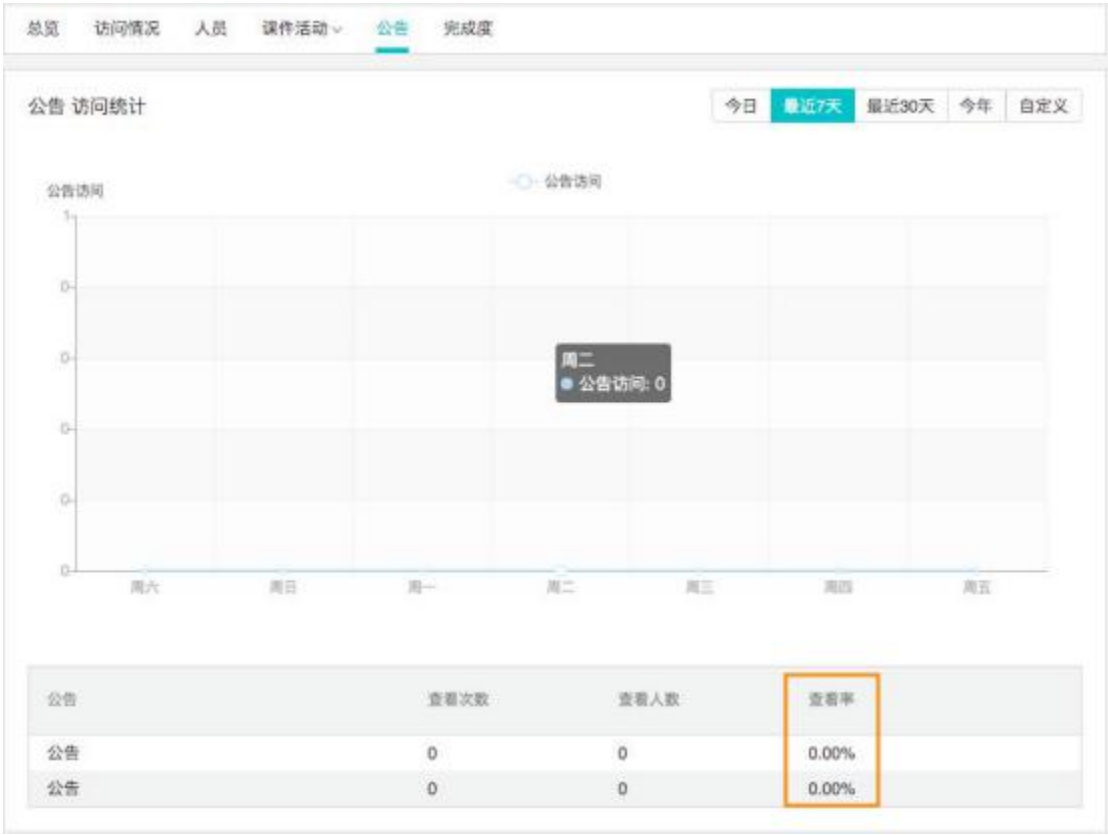 总览 访问情况 人员 课件活动 公告 完成度
公告 访问统计 今日 最近7天 最近30天 今年 自定义
公告访问 公告访问
1
0
0
周二
公告访问: 0
0
0
0
周六 周日 周一 周二 周三 周四 周五
公告 查看次数 查看人数 查看率
公告 0 0 0.00%
公告 0 0 0.00%